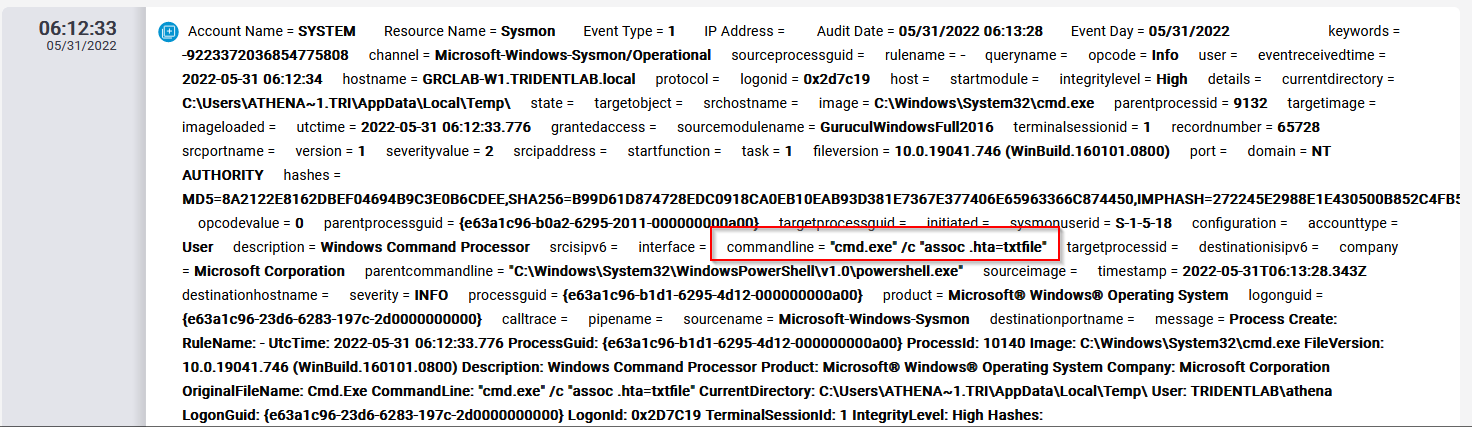 06:12:33
05/31/2022
Account Name = SYSTEM Resource Name = Sysmon Event Type = 1 IP Address = Audit Date = 05/31/2022 06:13:28 Event Day = 05/31/2022 keywords =
-9223372036854775808 channel = Microsoft-Windows-Sysmon/Operational sourceprocessguid = rulename = - queryname = opcode = Info user = eventreceivedtime =
2022-05-31 06:12:34 hostname = GRCLAB-W1.TRIDENTLAB.local protocol = logonid = 0x2d7c19 host = startmodule = integritylevel = High details = currentdirectory =
C:\Users\ATHENA~1.TRI\AppData\Local\Temp\ state = targetobject = srchostname = image = C:\Windows\System32\cmd.exe parentprocessid = 9132 targetimage =
imageloaded = utctime = 2022-05-31 06:12:33.776 grantedaccess = sourcemodulename = GuruculWindowsFull2016 terminalsessionid = 1 recordnumber = 65728
srcportname = version = 1 severityvalue = 2 srcipaddress = startfunction = task = 1 fileversion = 10.0.19041.746 (WinBuild.160101.0800) port = domain = NT
AUTHORITY hashes =
MD5=8A2122E8162DBEF04694B9C3E0B6CDEE,SHA256=B99D61D874728EDC0918CA0EB10EAB93D381E7367E377406E65963366C874450,IMPHASH=272245E2988E1E430500B852C4FB5
opcodevalue = 0 parentprocessguid = {e63a1c96-b0a2-6295-2011-000000000a00} targetprocessguid initiated = sysmonuserid = S-1-5-18 configuration = accounttype =
User description = Windows Command Processor srcisipv6 = interface = commandline = "cmd.exe" /c "assoc .hta=txtfile" targetprocessid = destinationisipv6 = company
= Microsoft Corporation parentcommandline = "C:\Windows\System32\WindowsPowerShell\v1.0\powershell.exe" sourceimage = timestamp = 2022-05-31T06:13:28.343Z
destinationhostname = severity = INFO processguid = {e63a1c96-b1d1-6295-4d12-000000000a00} product = Microsoft® Windows® Operating System logonguid =
{e63a1c96-23d6-6283-197c-2d0000000000} calltrace = pipename = sourcename = Microsoft-Windows-Sysmon destinationportname = message = Process Create:
RuleName: - UtcTime: 2022-05-31 06:12:33.776 ProcessGuid: {e63a1c96-b1d1-6295-4d12-000000000a00} ProcessId: 10140 Image: C:\Windows\System32\cmd.exe FileVersion:
10.0.19041.746 (WinBuild.160101.0800) Description: Windows Command Processor Product: Microsoft® Windows® Operating System Company: Microsoft Corporation
OriginalFileName: Cmd.Exe CommandLine: "cmd.exe" /c "assoc .hta=txtfile" CurrentDirectory: C:\Users\ATHENA~1.TRI\AppData\Local\Temp\ User: TRIDENTLAB\athena
LogonGuid: {e63a1c96-23d6-6283-197c-2d0000000000} LogonId: 0x2D7C19 TerminalSessionId: 1 IntegrityLevel: High Hashes: